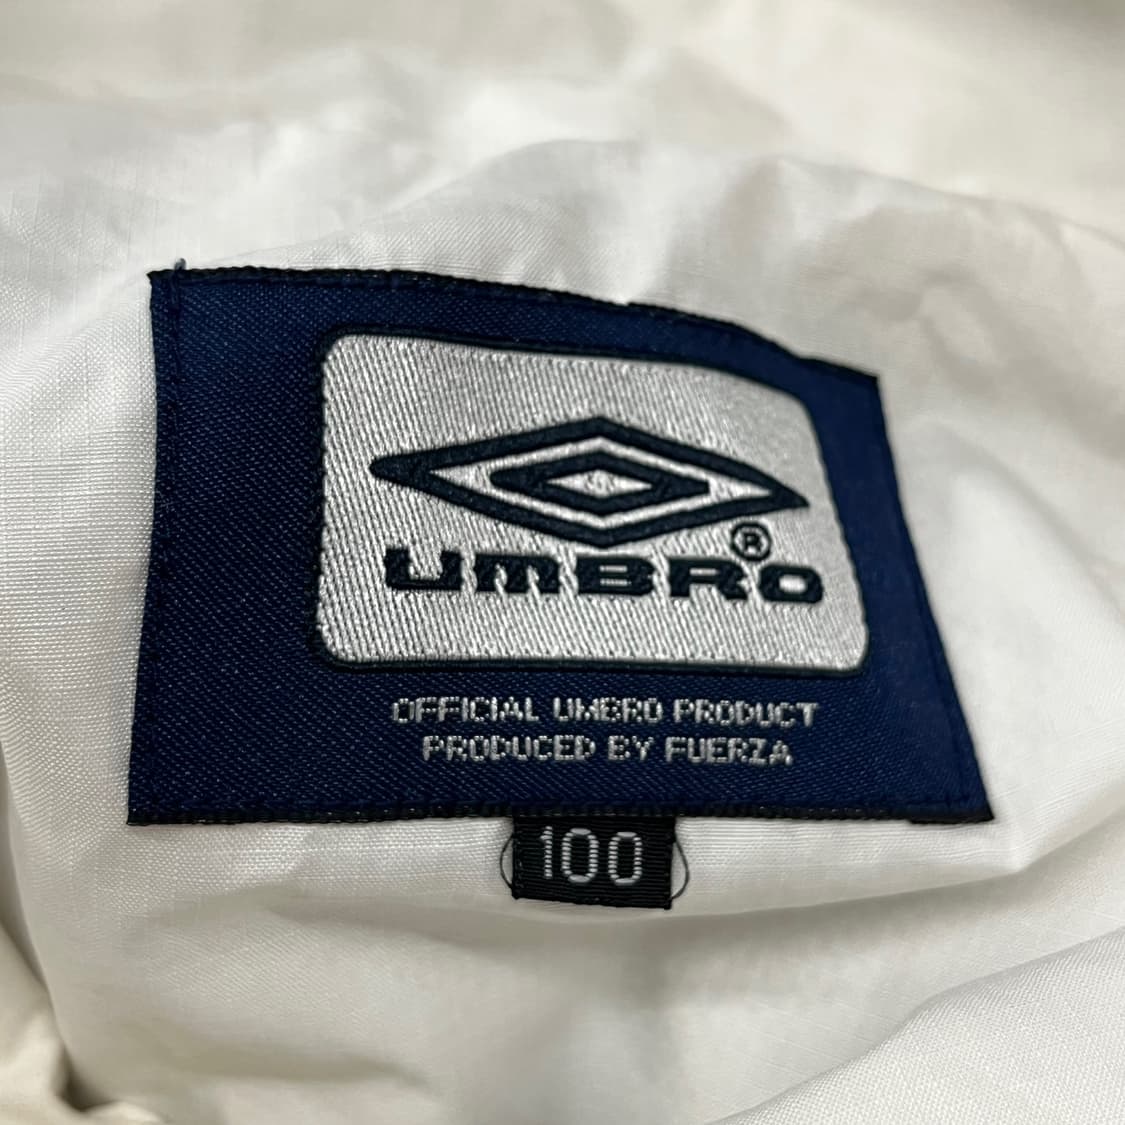 UMBRO®
OFFICIAL UMBRO PRODUCT
PRODUCED BY FUERZA
100